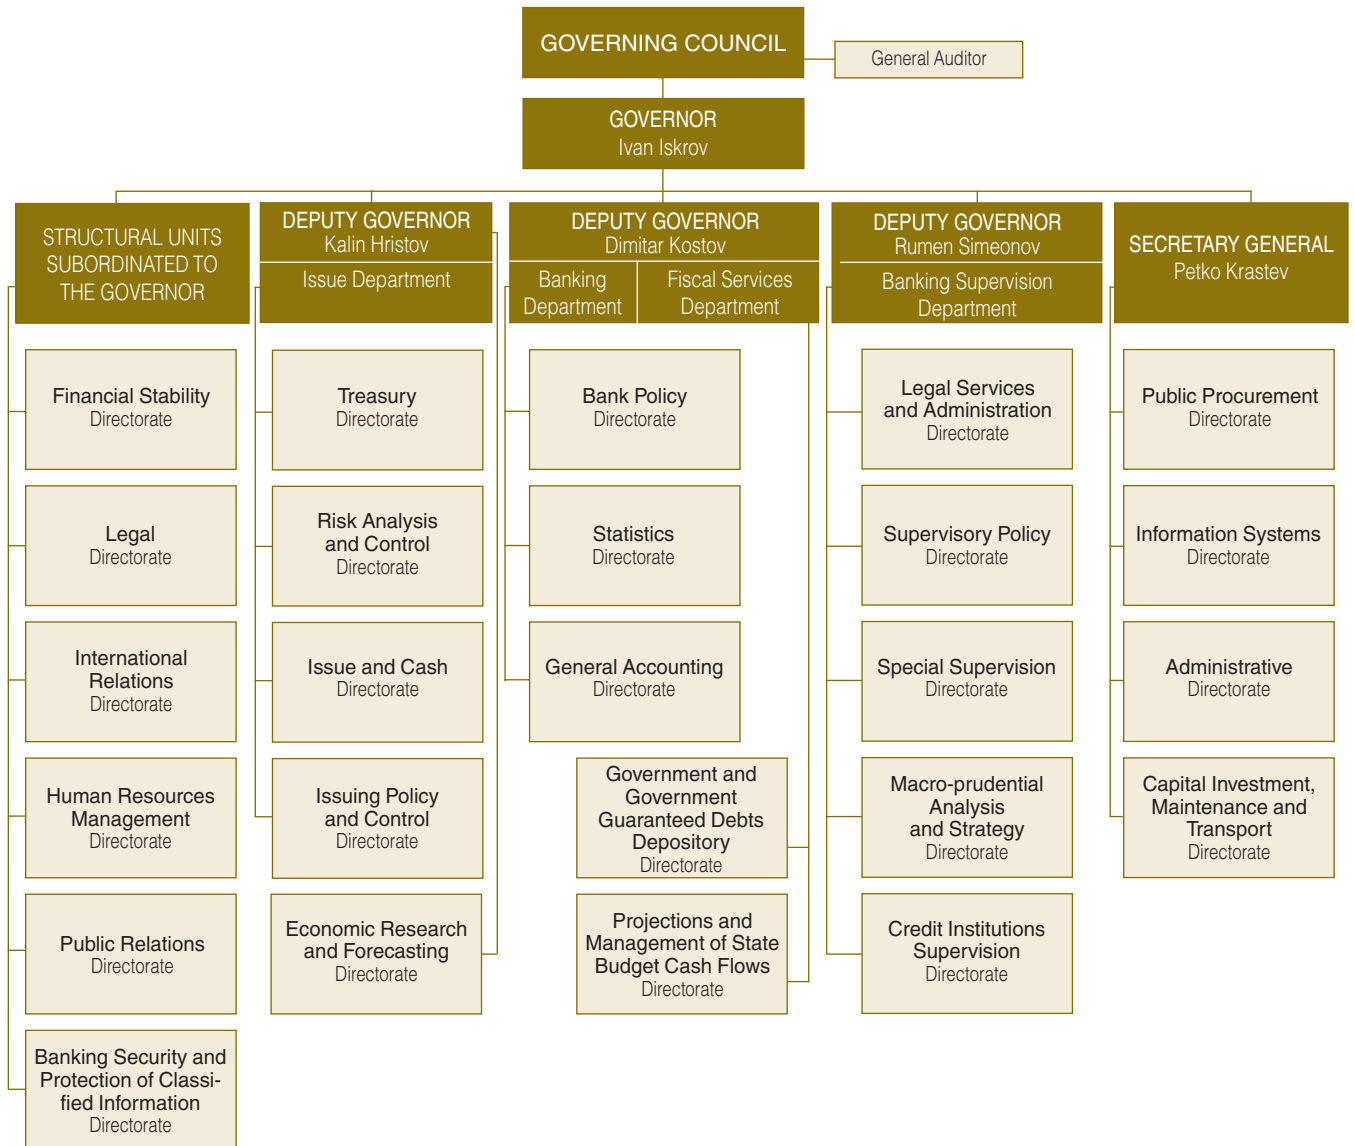 GOVERNING COUNCIL
General Auditor
GOVERNOR
Ivan Iskrov
STRUCTURAL UNITS
SUBORDINATED TO
THE GOVERNOR
Financial Stability
Directorate
Legal
Directorate
International
Relations
Directorate
Human Resources
Management
Directorate
Public Relations
Directorate
Banking Security and
Protection of Classi-
fied Information
Directorate
DEPUTY GOVERNOR
Kalin Hristov
Issue Department
Treasury
Directorate
Risk Analysis
and Control
Directorate
Issue and Cash
Directorate
Issuing Policy
and Control
Directorate
Economic Research
and Forecasting
Directorate
DEPUTY GOVERNOR
Dimitar Kostov
Banking
Department
Fiscal Services
Department
Bank Policy
Directorate
Statistics
Directorate
General Accounting
Directorate
Government and
Government
Guaranteed Debts
Depository
Directorate
Projections and
Management of State
Budget Cash Flows
Directorate
DEPUTY GOVERNOR
Rumen Simeonov
Banking Supervision
Department
Legal Services
and Administration
Directorate
Supervisory Policy
Directorate
Special Supervision
Directorate
Macro-prudential
Analysis
and Strategy
Directorate
Credit Institutions
Supervision
Directorate
SECRETARY GENERAL
Petko Krastev
Public Procurement
Directorate
Information Systems
Directorate
Administrative
Directorate
Capital Investment,
Maintenance and
Transport
Directorate